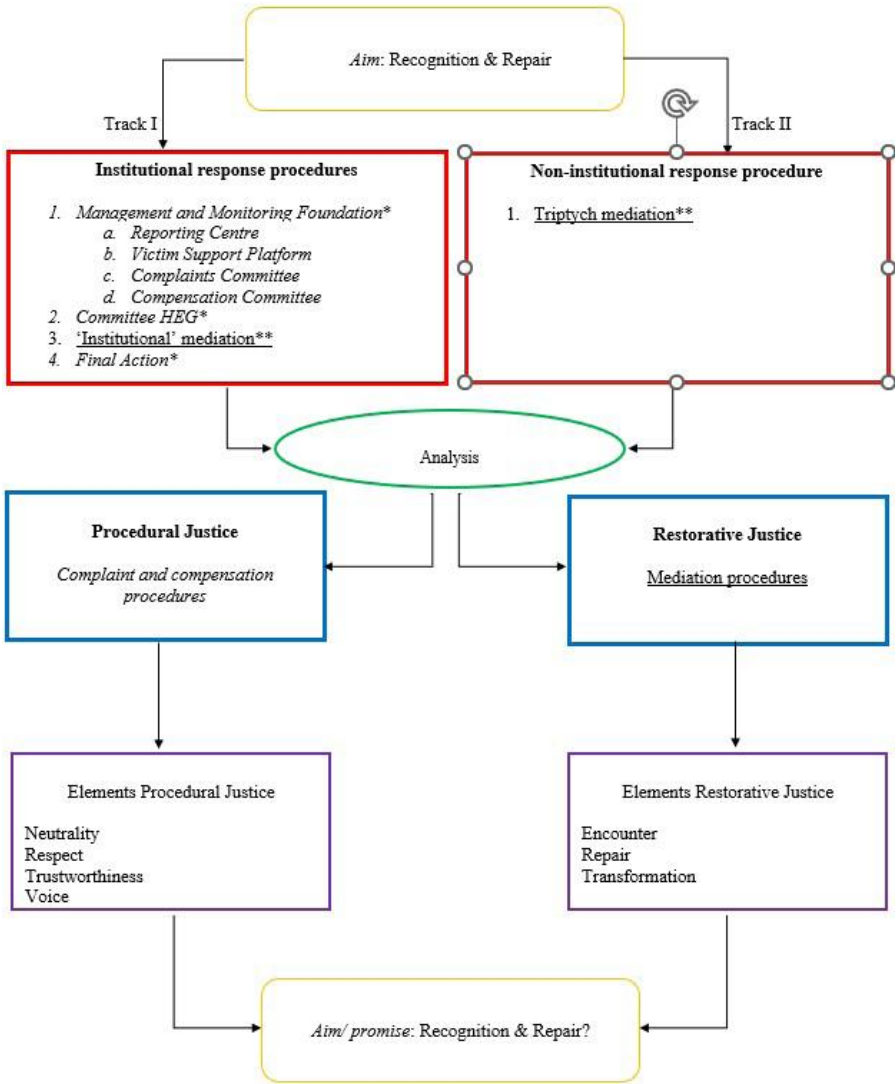 Aim: Recognition & Repair
Track I
Track II
Institutional response procedures
1. Management and Monitoring Foundation*
a. Reporting Centre
b. Victim Support Platform
c. Complaints Committee
d. Compensation Committee
2. Committee HEG*
3. ‘Institutional’ mediation**
4. Final Action*
Non-institutional response procedure
1. Triptych mediation**
Analysis
Procedural Justice
Complaint and compensation
procedures
Restorative Justice
Mediation procedures
Elements Procedural Justice
Neutrality
Respect
Trustworthiness
Voice
Elements Restorative Justice
Encounter
Repair
Transformation
Aim/ promise: Recognition & Repair?